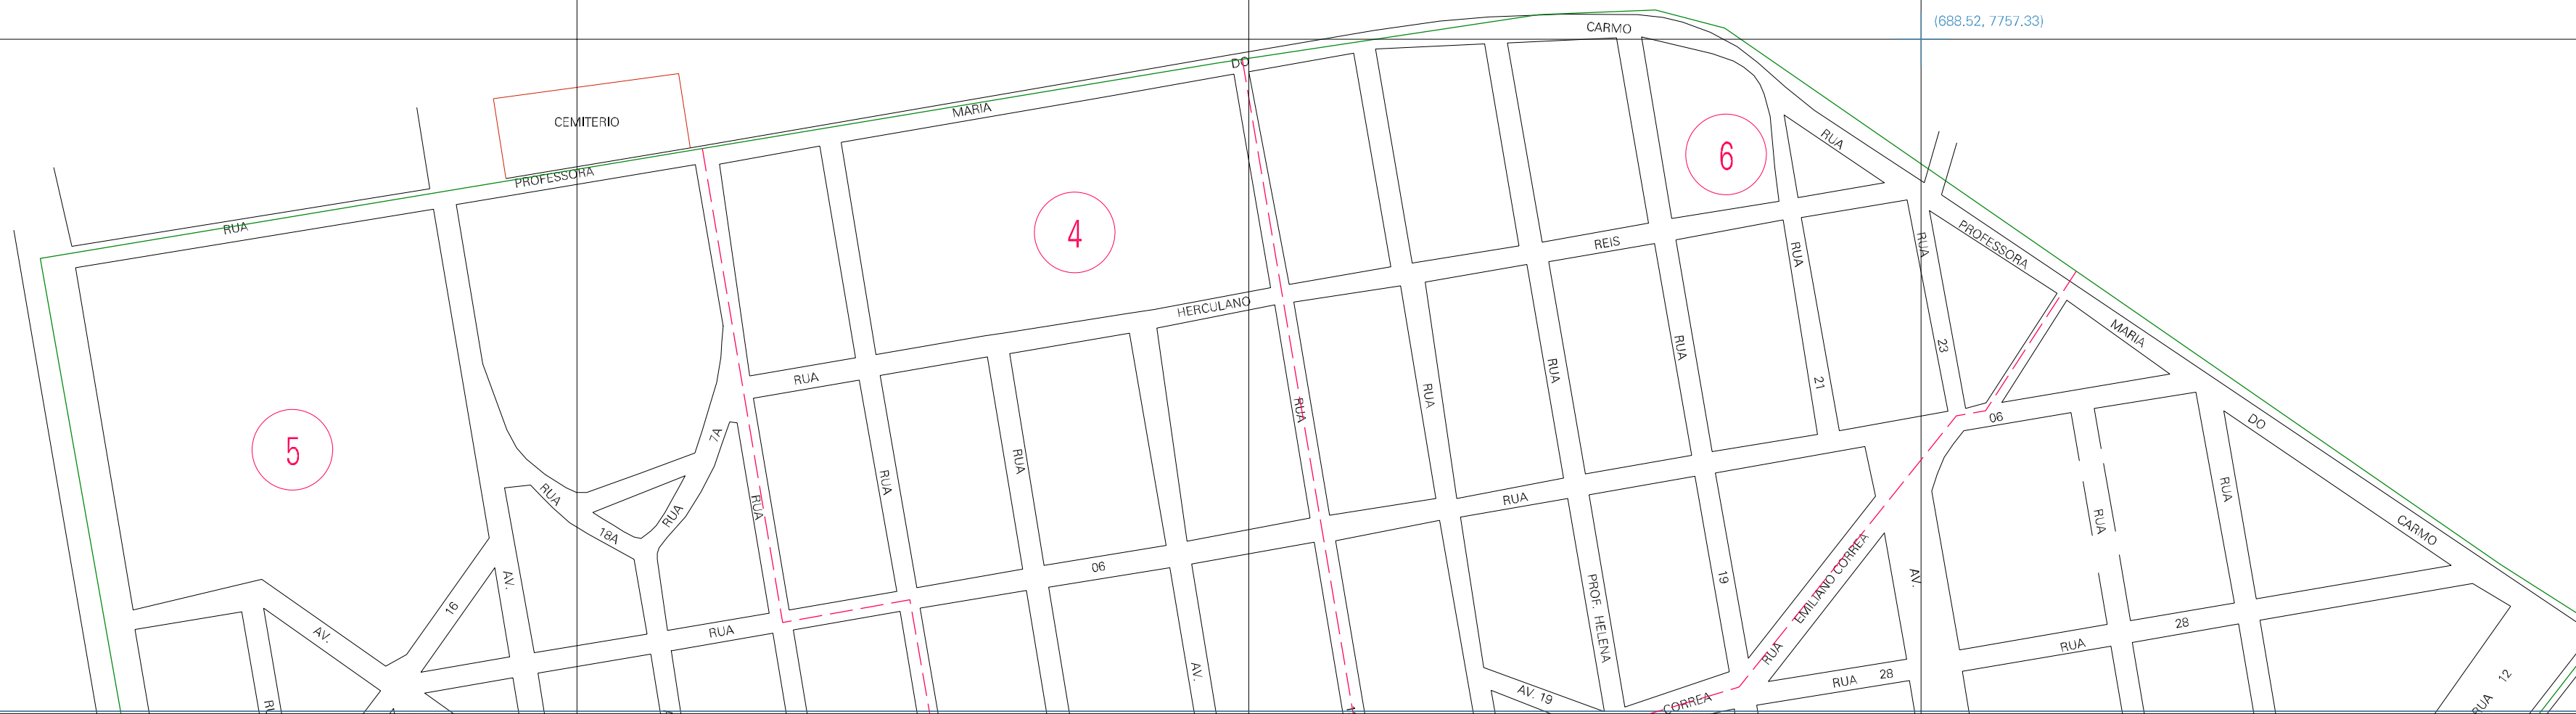 (688.52, 7757.33)
CARMO
DO
MARIA
CEMITERIO
PROFESSORA
RUA
RUA
6
4
5
REIS
HERCULANO
RUA
RUA
RUA
23
PROFESSORA
MARIA
DO
CARMO
RUA
21
RUA
RUA
RUA
RUA
RUA
RUA
RUA
7A
RUA
18A
RUA
RUA
06
06
RUA
RUA
RUA
16
AV.
AV.
RUA
AV.
PROF. HELENA
19
RUA EMILIANO CORREA
AV.
AV. 19
CORREA
RUA 28
RUA 28
RUA 12